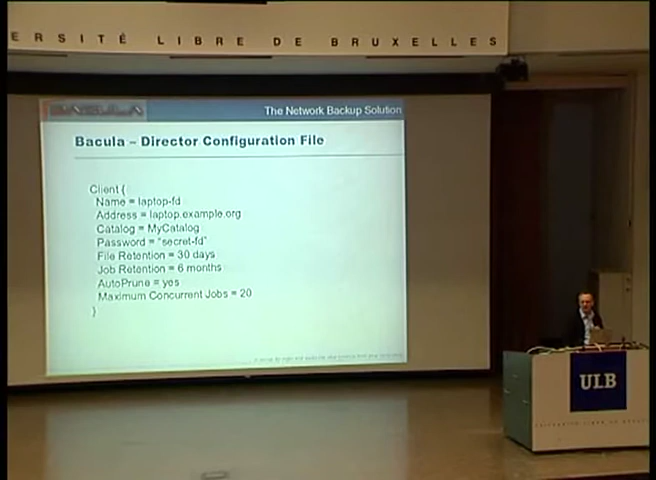 ERSITÉ LIBRE DE BRUXELLES
BACULA
The Network Backup Solution
Bacula – Director Configuration File
Client {
Name = laptop-fd
Address = laptop.example.org
Catalog = MyCatalog
Password = "secret-fd"
File Retention = 30 days
Job Retention = 6 months
AutoPrune = yes
Maximum Concurrent Jobs = 20
}
ULB